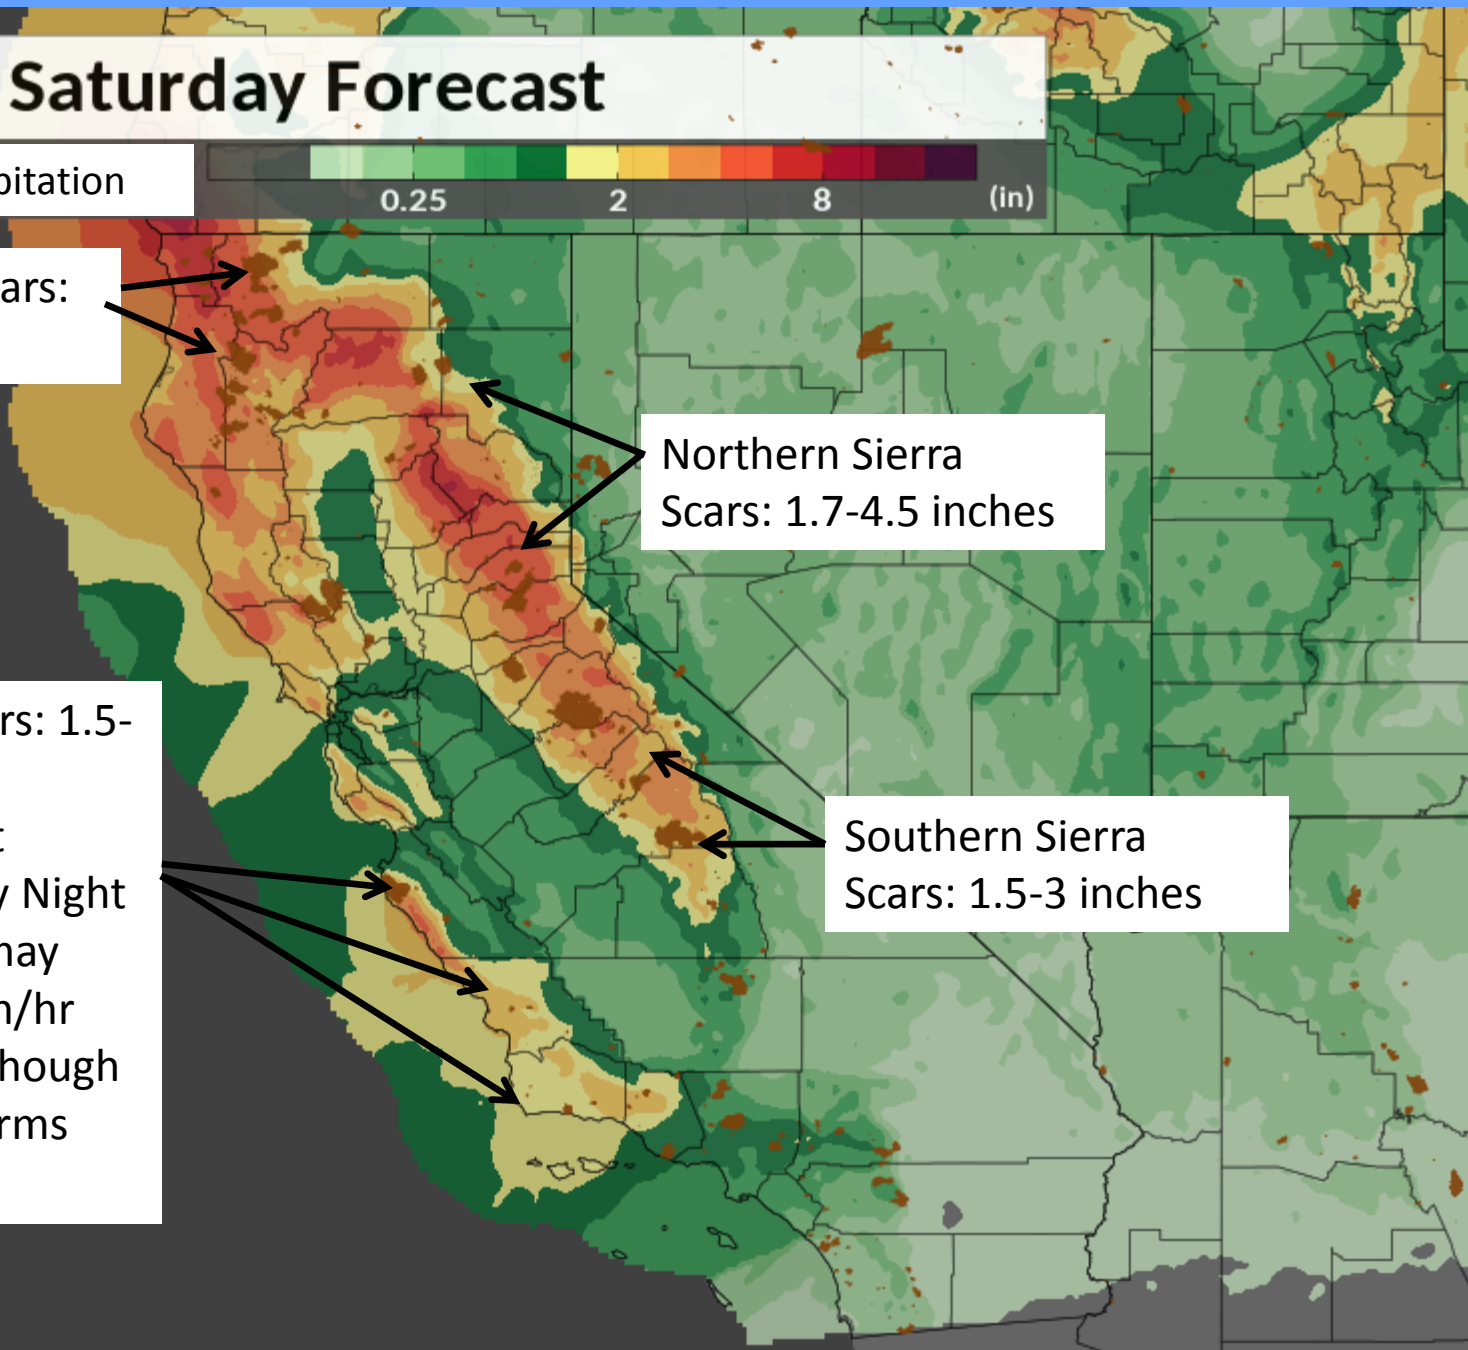 Saturday Forecast
pitation
0.25 2 8 (in)
ars:
Northern Sierra
Scars: 1.7-4.5 inches
rs: 1.5-
t
y Night
may
n/hr
though
rms
Southern Sierra
Scars: 1.5-3 inches